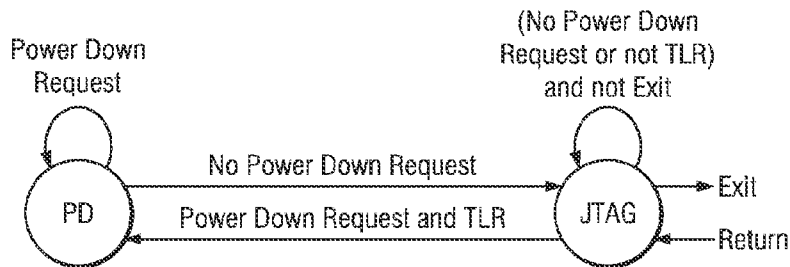 Power Down
Request
(No Power Down
Request or not TLR)
and not Exit
No Power Down Request
PD
Power Down Request and TLR
JTAG
Exit
Return